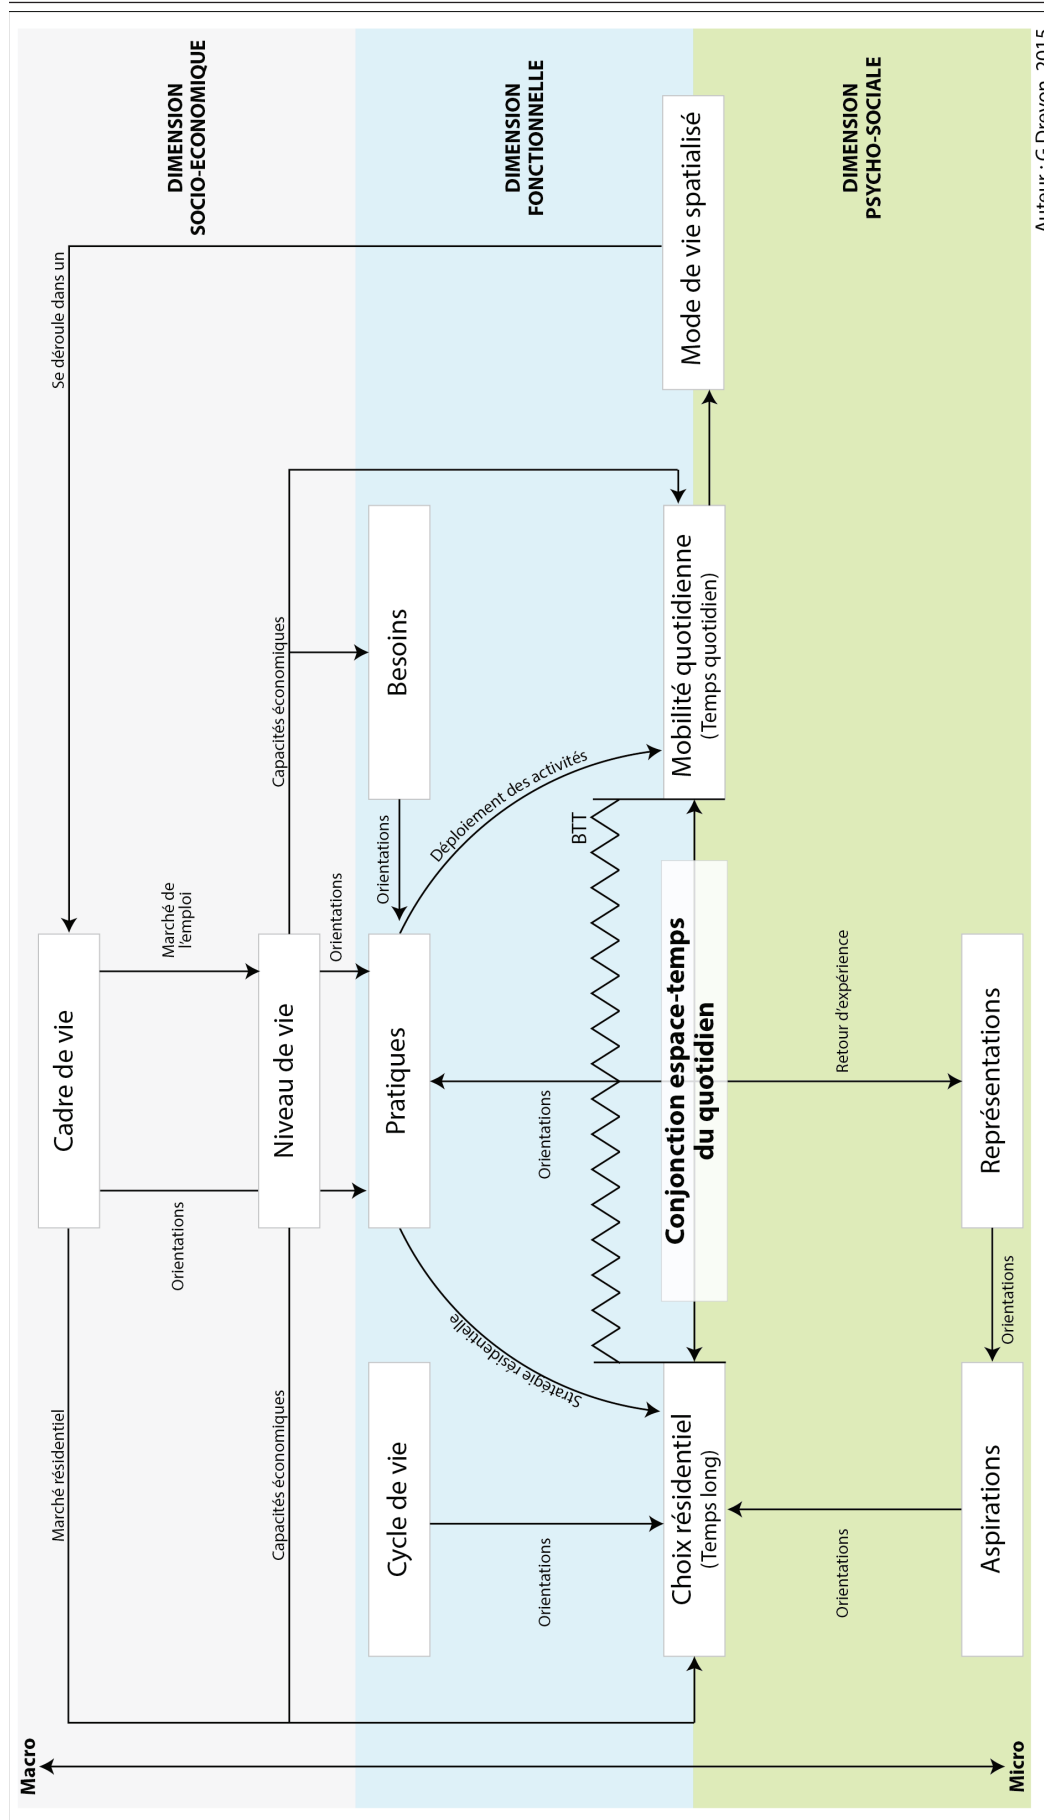 Macro
Micro
DIMENSION
SOCIO-ECONOMIQUE
DIMENSION
FONCTIONNELLE
DIMENSION
PSYCHO-SOCIALE
Marché résidentiel
Cadre de vie
Se déroule dans un
Orientations
Marché de
l'emploi
Capacités économiques
Niveau de vie
Capacités économiques
Orientations
Cycle de vie
Pratiques
Orientations
Besoins
Stratégie résidentielle
Déploiement des activités
Orientations
Orientations
BTT
Choix résidentiel
(Temps long)
Conjonction espace-temps
du quotidien
Mobilité quotidienne
(Temps quotidien)
Mode de vie spatialisé
Orientations
Retour d'expérience
Aspirations
Orientations
Représentations
Auteur : G.Drevon, 2015